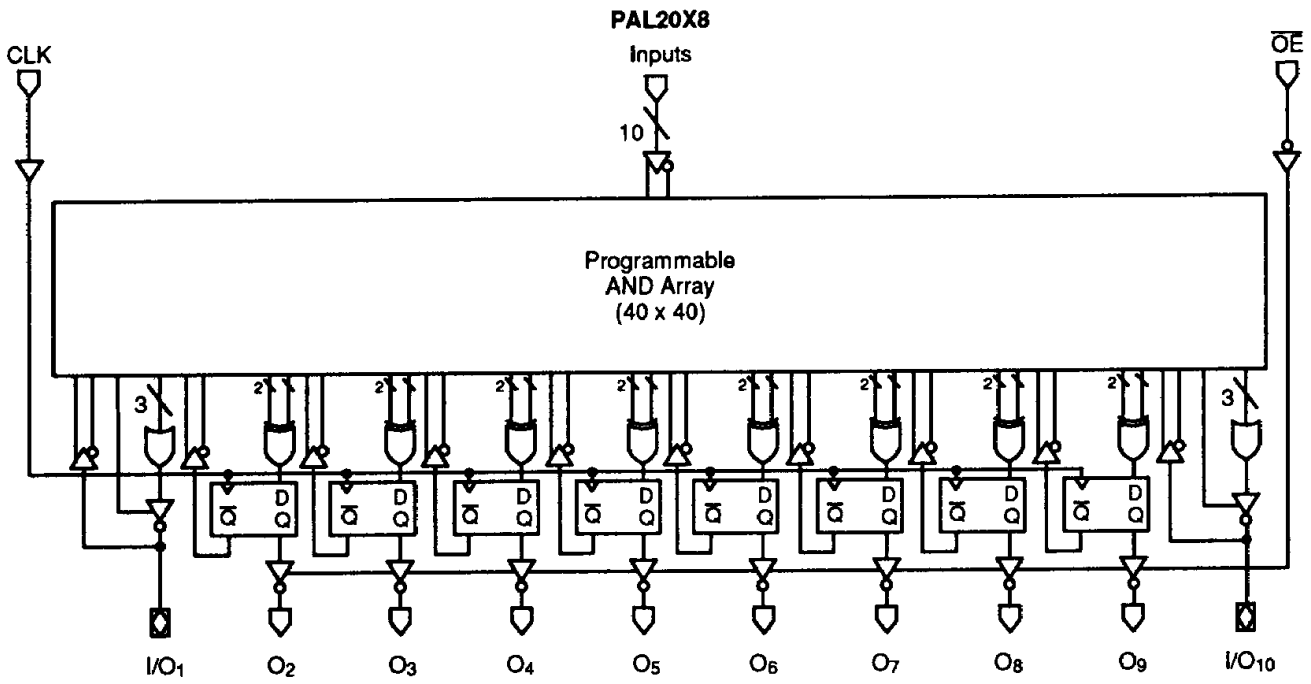 PAL20X8
CLK
Inputs
OE
10
Programmable
AND Array
(40 x 40)
3 2 2 2 2 2 2 2 2 3
D D D D D D D D
Q Q Q Q Q Q Q Q Q Q Q Q Q Q Q Q
I/O1 O2 O3 O4 O5 O6 O7 O8 O9 I/O10